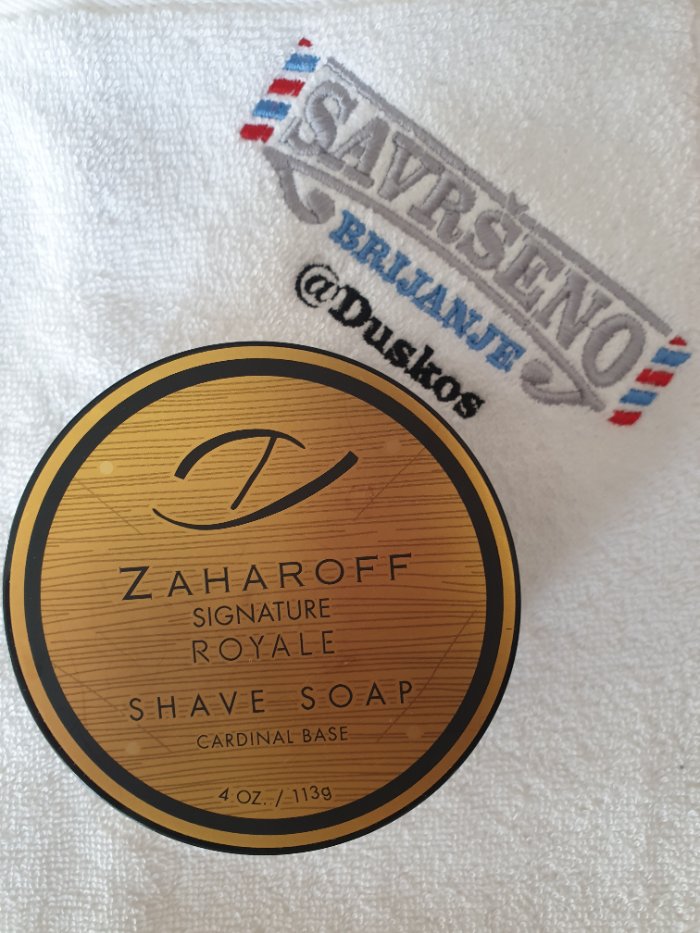 SAVRŠENO
BRIJANJE
@Duskos
ZAHAROFF
SIGNATURE
ROYALE
SHAVE SOAP
CARDINAL BASE
4 OZ. / 113g